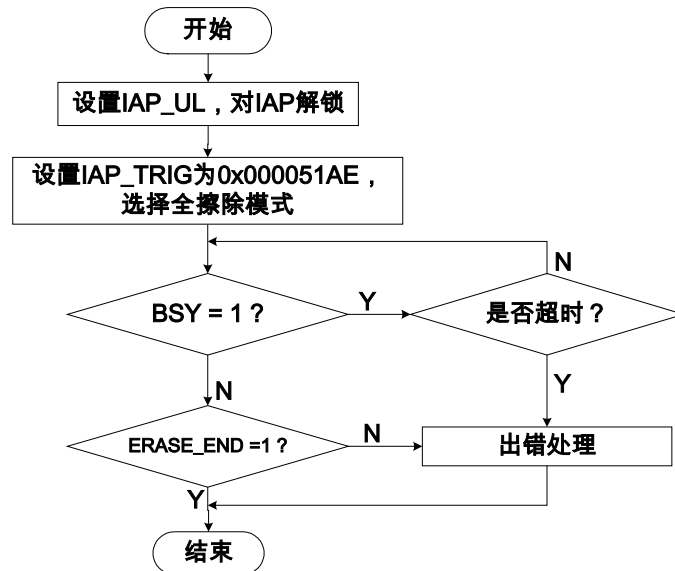 开始
设置IAP_UL，对IAP解锁
设置IAP_TRIG为0x000051AE，
选择全擦除模式
N
BSY = 1？
Y
是否超时？
N
Y
ERASE_END =1？
N
出错处理
Y
结束